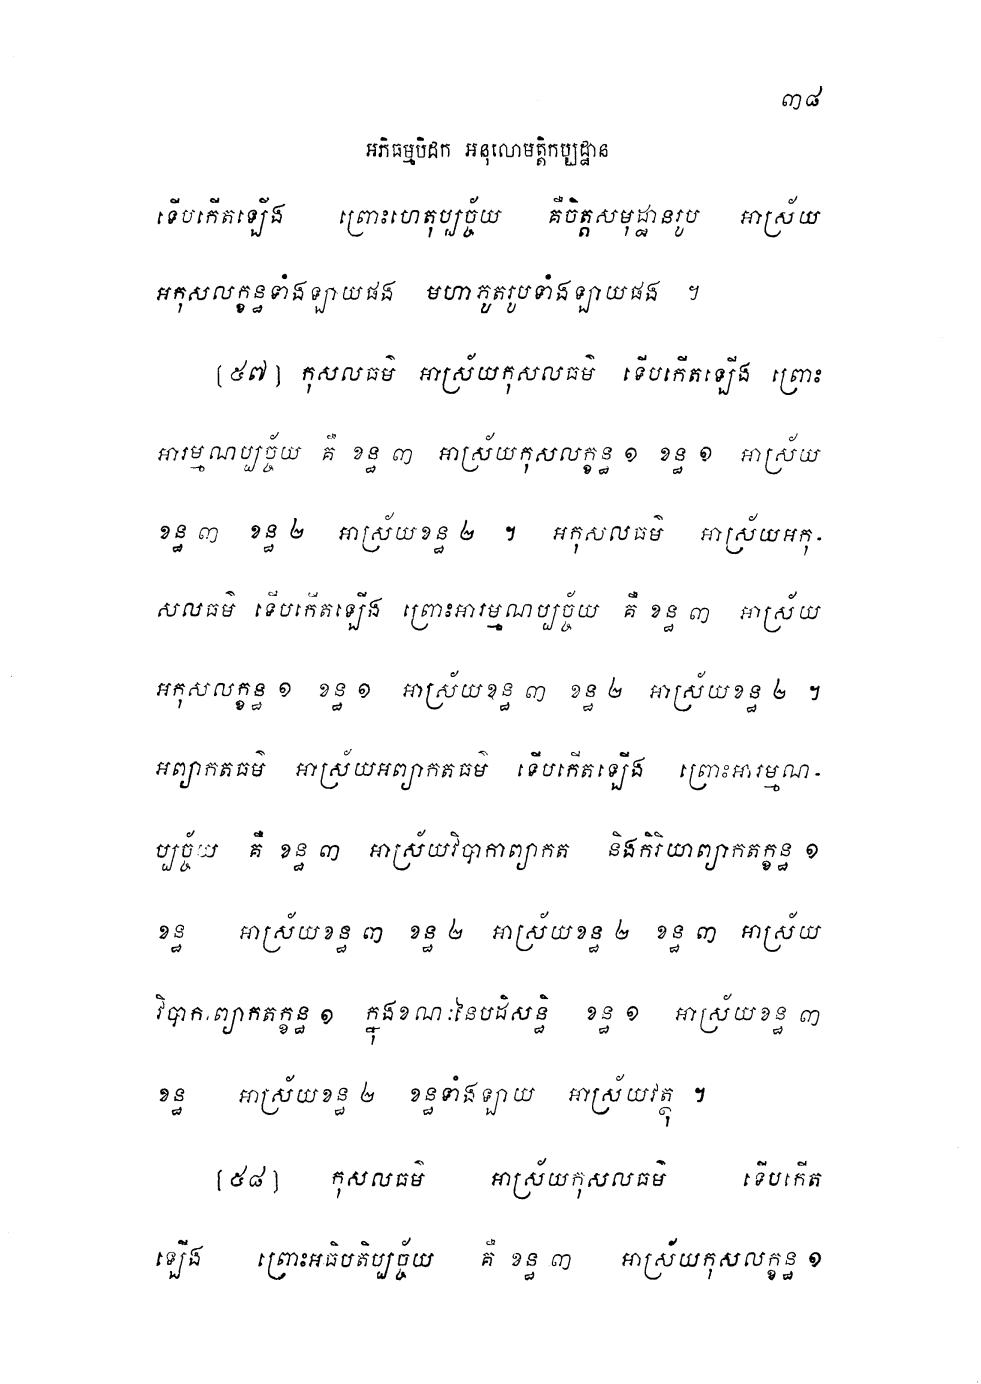 ៣៨
អភិធម្មបិដក អនុលោមត្តិកប្បដ្ឋាន
ទើបកើតឡើង ព្រោះហេតុប្បច្ច័យ គឺចិត្តសមុដ្ឋានរូប អាស្រ័យ
អកុសលក្ខន្ធទាំងឡាយផង មហាភូតរូបទាំងឡាយផង ។
[៥៧] កុសលធម៌ អាស្រ័យកុសលធម៌ ទើបកើតឡើង ព្រោះ
អារម្មណប្បច្ច័យ គឺ ខន្ធ ៣ អាស្រ័យកុសលក្ខន្ធ ១ ខន្ធ ១ អាស្រ័យ
ខន្ធ ៣ ខន្ធ ២ អាស្រ័យខន្ធ ២ ។ អកុសលធម៌ អាស្រ័យអកុ-
សលធម៌ ទើបកើតឡើង ព្រោះអារម្មណប្បច្ច័យ គឺ ខន្ធ ៣ អាស្រ័យ
អកុសលក្ខន្ធ ១ ខន្ធ ១ អាស្រ័យខន្ធ ៣ ខន្ធ ២ អាស្រ័យខន្ធ ២ ។
អព្យាកតធម៌ អាស្រ័យអព្យាកតធម៌ ទើបកើតឡើង ព្រោះអារម្មណ-
ប្បច្ច័យ គឺ ខន្ធ ៣ អាស្រ័យវិបាកាព្យាកត និងកិរិយាព្យាកតក្ខន្ធ ១
ខន្ធ អាស្រ័យខន្ធ ៣ ខន្ធ ២ អាស្រ័យខន្ធ ២ ខន្ធ ៣ អាស្រ័យ
វិបាកាព្យាកតក្ខន្ធ ១ ក្នុងខណៈនៃបដិសន្ធិ ខន្ធ ១ អាស្រ័យខន្ធ ៣
ខន្ធ អាស្រ័យខន្ធ ២ ខន្ធទាំងឡាយ អាស្រ័យវត្ថុ ។
[៥៨] កុសលធម៌ អាស្រ័យកុសលធម៌ ទើបកើត
ឡើង ព្រោះអធិបតិប្បច្ច័យ គឺ ខន្ធ ៣ អាស្រ័យកុសលក្ខន្ធ ១